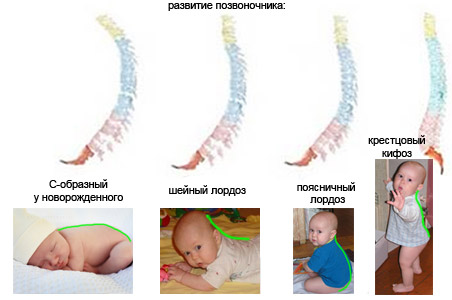 развитие позвоночника:
С-образный
у новорожденного
шейный лордоз
поясничный
лордоз
крестцовый
кифоз